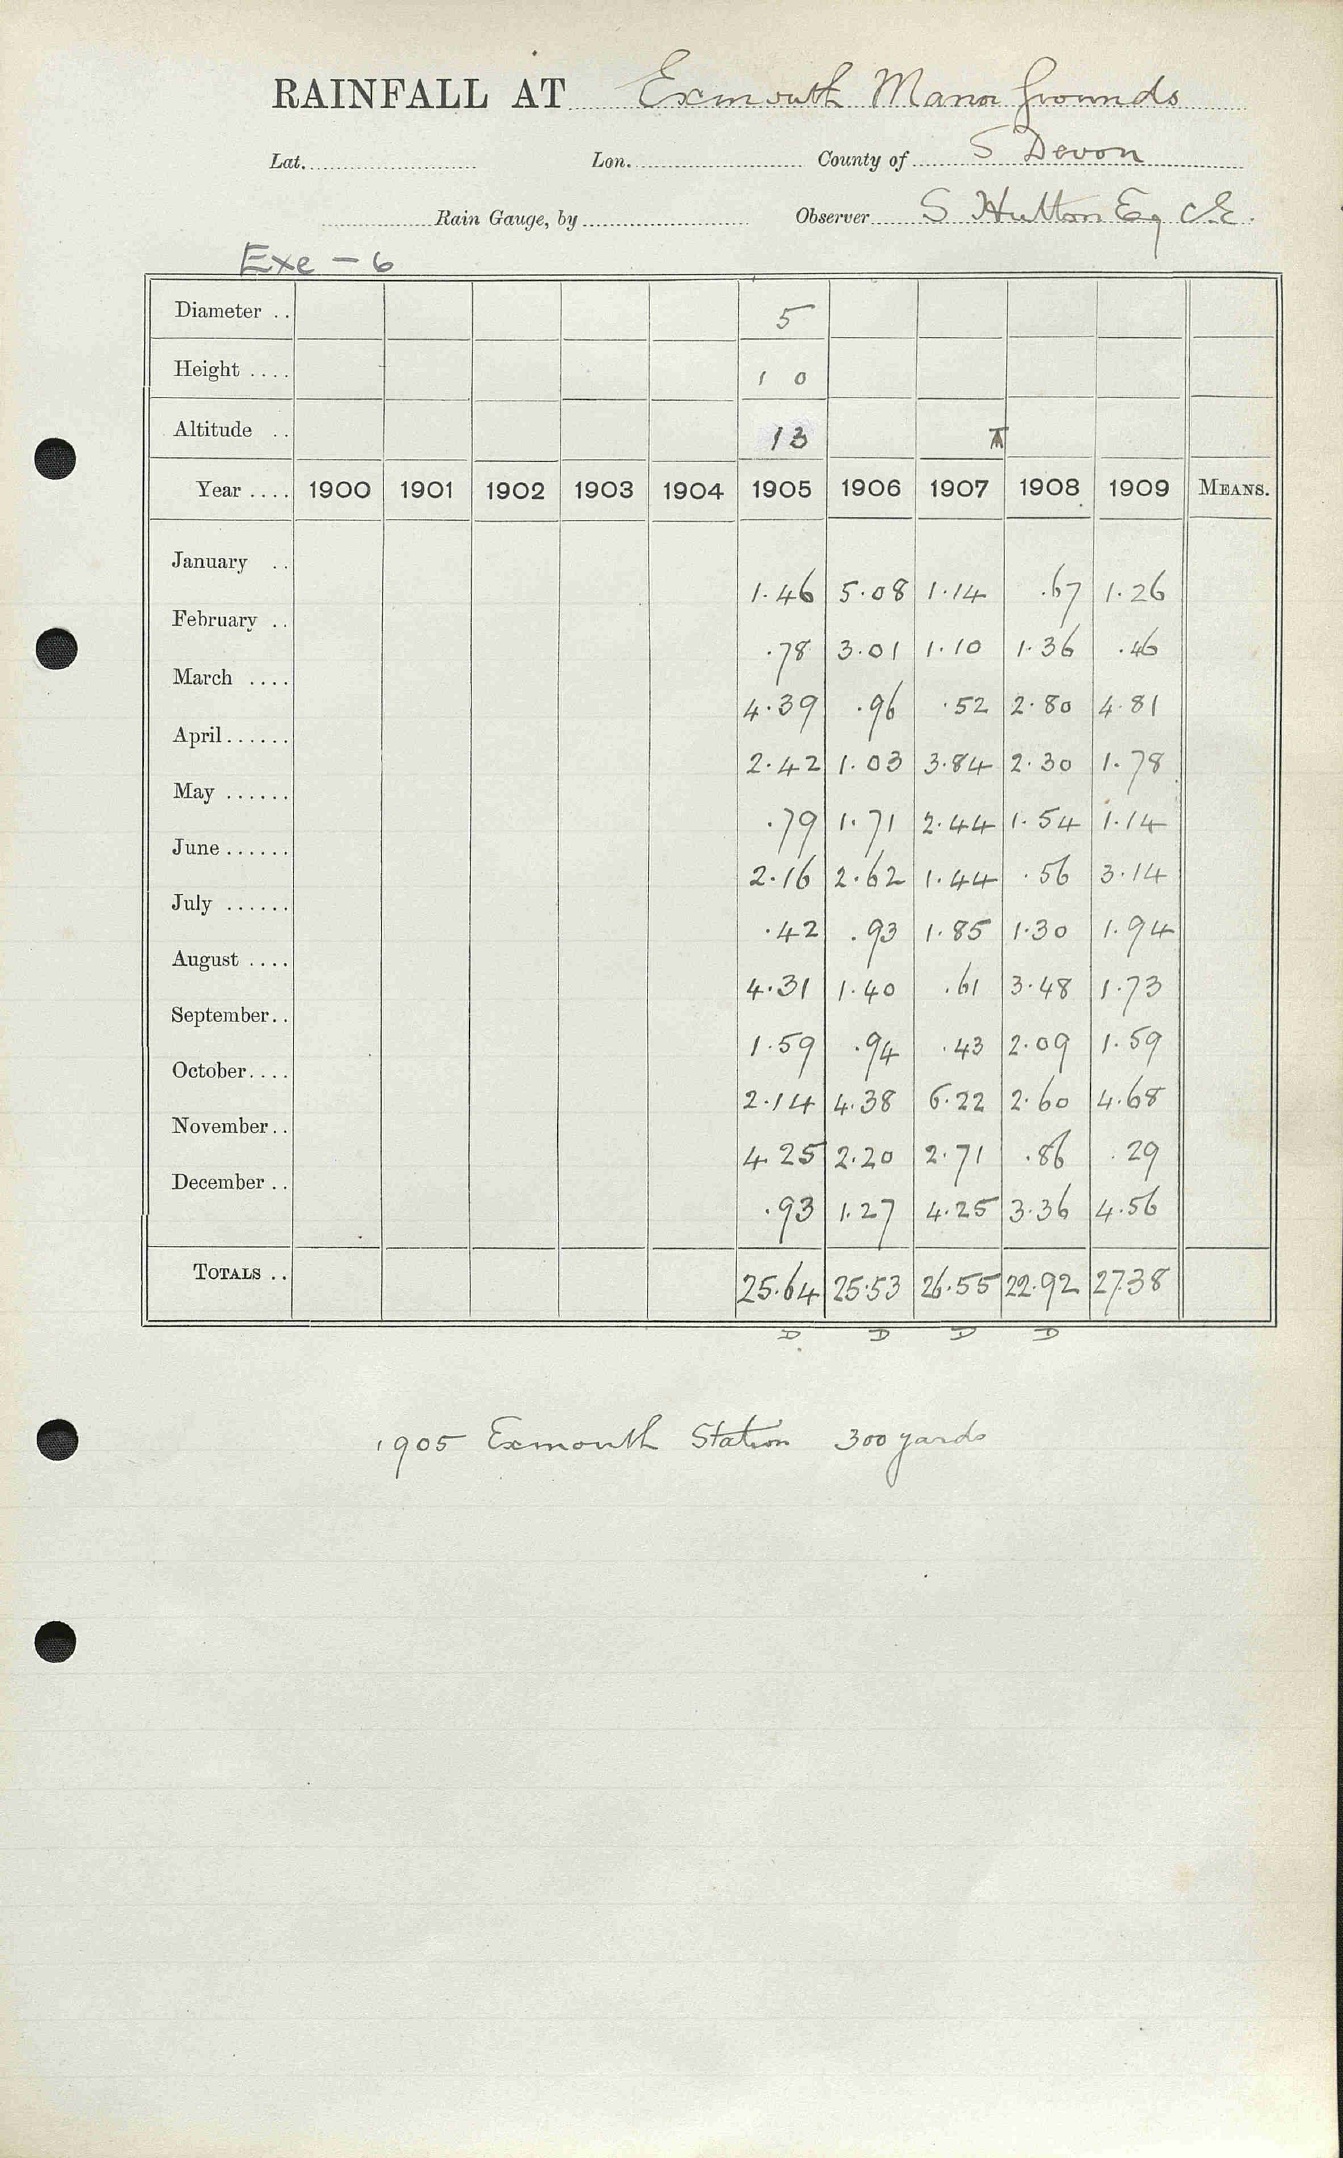 RAINFALL AT Exmouth Manor Grounds
Lat. Lon. County of S Devon
Rain Gauge, by Observer S Hutton Esq C.E.
Exe - 6
Diameter .. 5
Height .... 1 0
Altitude .. 13
Year .... 1900 1901 1902 1903 1904 1905 1906 1907 1908 1909 MEANS.
January .. 1.46 5.08 1.14 .67 1.26
February .. .78 3.01 1.10 1.36 .46
March .... 4.39 .96 .52 2.80 4.81
April...... 2.42 1.03 3.84 2.30 1.78
May ...... .79 1.71 2.44 1.54 1.14
June ...... 2.16 2.62 1.44 .56 3.14
July ...... .42 .93 1.85 1.30 1.94
August .... 4.31 1.40 .61 3.48 1.73
September.. 1.59 .94 .43 2.09 1.59
October.... 2.14 4.38 6.22 2.60 4.68
November.. 4.25 2.20 2.71 .86 .29
December .. .93 1.27 4.25 3.36 4.56
TOTALS .. 25.64 25.53 26.55 22.92 27.38
D D D D
1905 Exmouth Station 300 yards